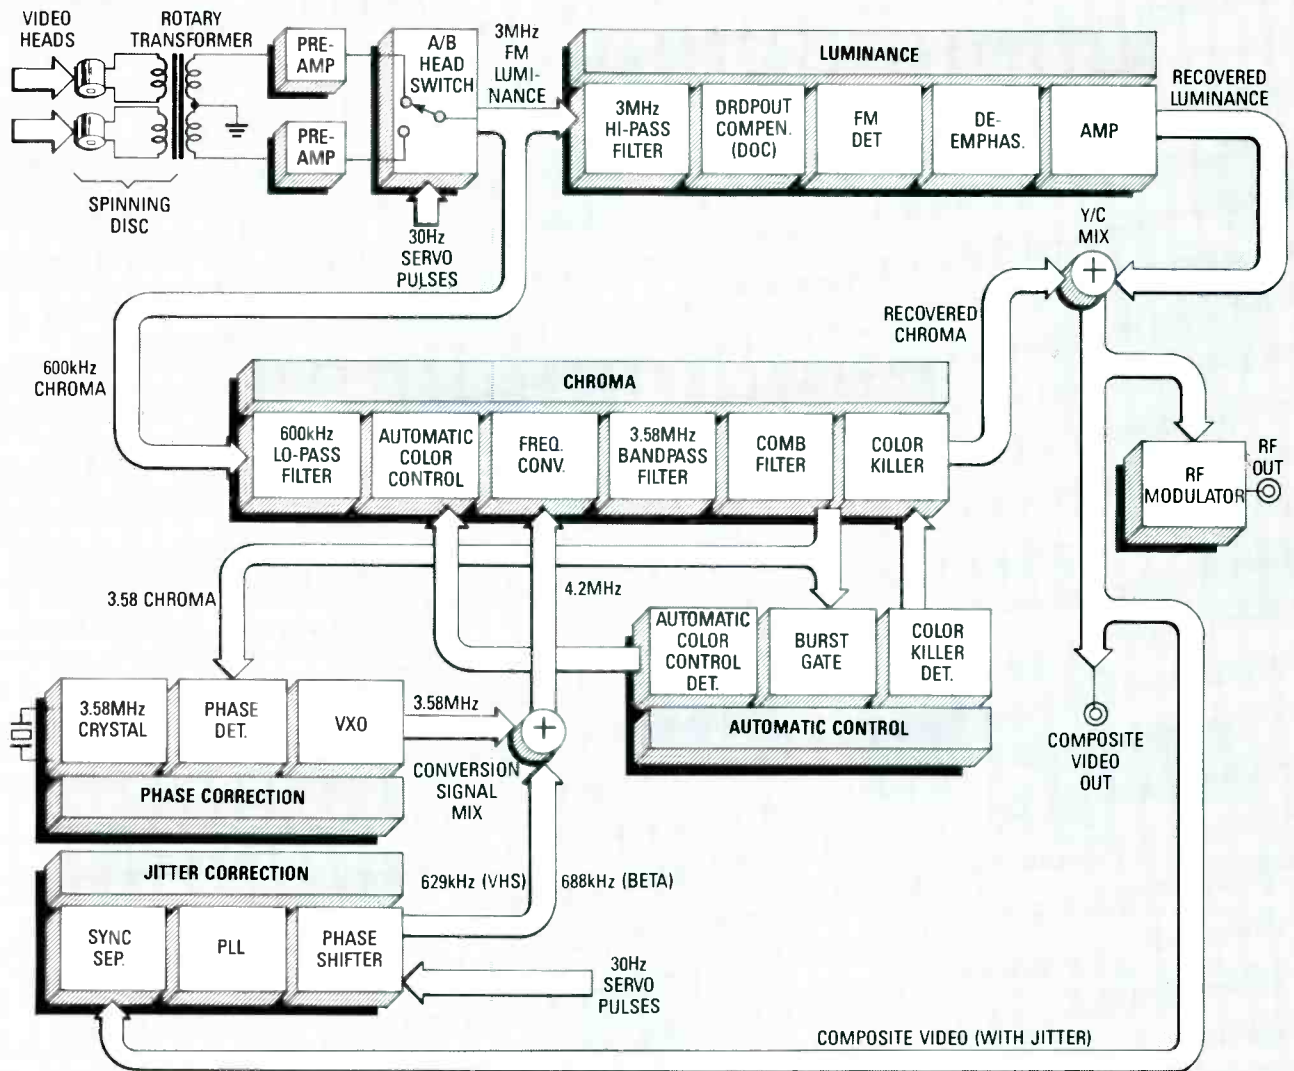 VIDEO
HEADS
ROTARY
TRANSFORMER
SPINNING
DISC
PRE-
AMP
PRE-
AMP
A/B
HEAD
SWITCH
30Hz
SERVO
PULSES
3MHz
FM
LUMI-
NANCE
LUMINANCE
3MHz
HI-PASS
FILTER
DRDPOUT
COMPEN.
(DOC)
FM
DET
DE-
EMPHAS.
AMP
RECOVERED
LUMINANCE
Y/C
MIX
RECOVERED
CHROMA
600kHz
CHROMA
CHROMA
600kHz
LO-PASS
FILTER
AUTOMATIC
COLOR
CONTROL
FREQ.
CONV.
3.58MHz
BANDPASS
FILTER
COMB
FILTER
COLOR
KILLER
RF
MODULATOR
RF
OUT
3.58 CHROMA
4.2MHz
AUTOMATIC
COLOR
CONTROL
DET.
BURST
GATE
COLOR
KILLER
DET.
AUTOMATIC CONTROL
3.58MHz
CRYSTAL
PHASE
DET.
VXO
PHASE CORRECTION
3.58MHz
CONVERSION
SIGNAL
MIX
COMPOSITE
VIDEO
OUT
JITTER CORRECTION
SYNC
SEP.
PLL
PHASE
SHIFTER
629kHz (VHS)
688kHz (BETA)
30Hz
SERVO
PULSES
COMPOSITE VIDEO (WITH JITTER)